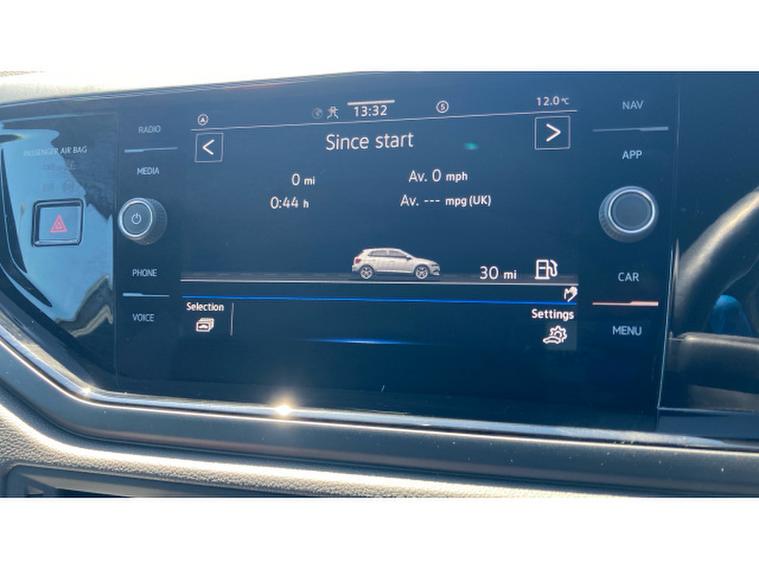 RADIO
MEDIA
PHONE
VOICE
PASSENGER AIR BAG
A
13:32
S
12.0°C
Since start
0 mi
Av. 0 mph
0:44 h
Av. --- mpg (UK)
30 mi
Selection
Settings
NAV
APP
CAR
MENU